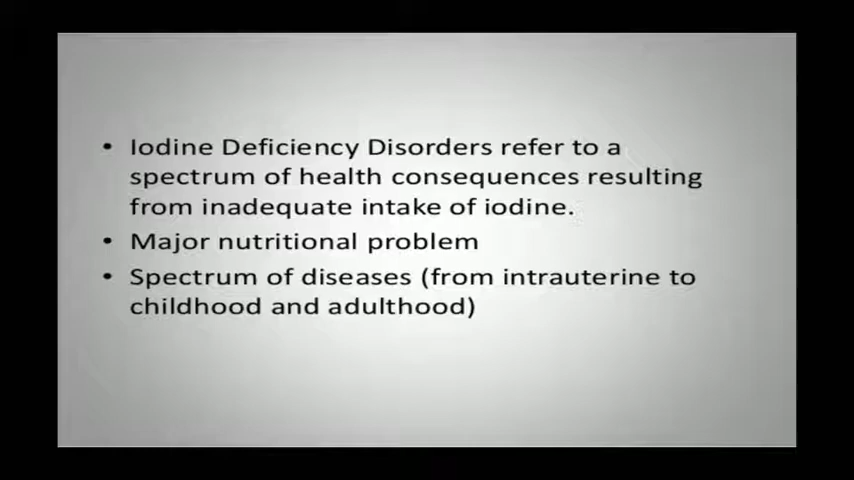 • Iodine Deficiency Disorders refer to a
spectrum of health consequences resulting
from inadequate intake of iodine.
• Major nutritional problem
• Spectrum of diseases (from intrauterine to
childhood and adulthood)